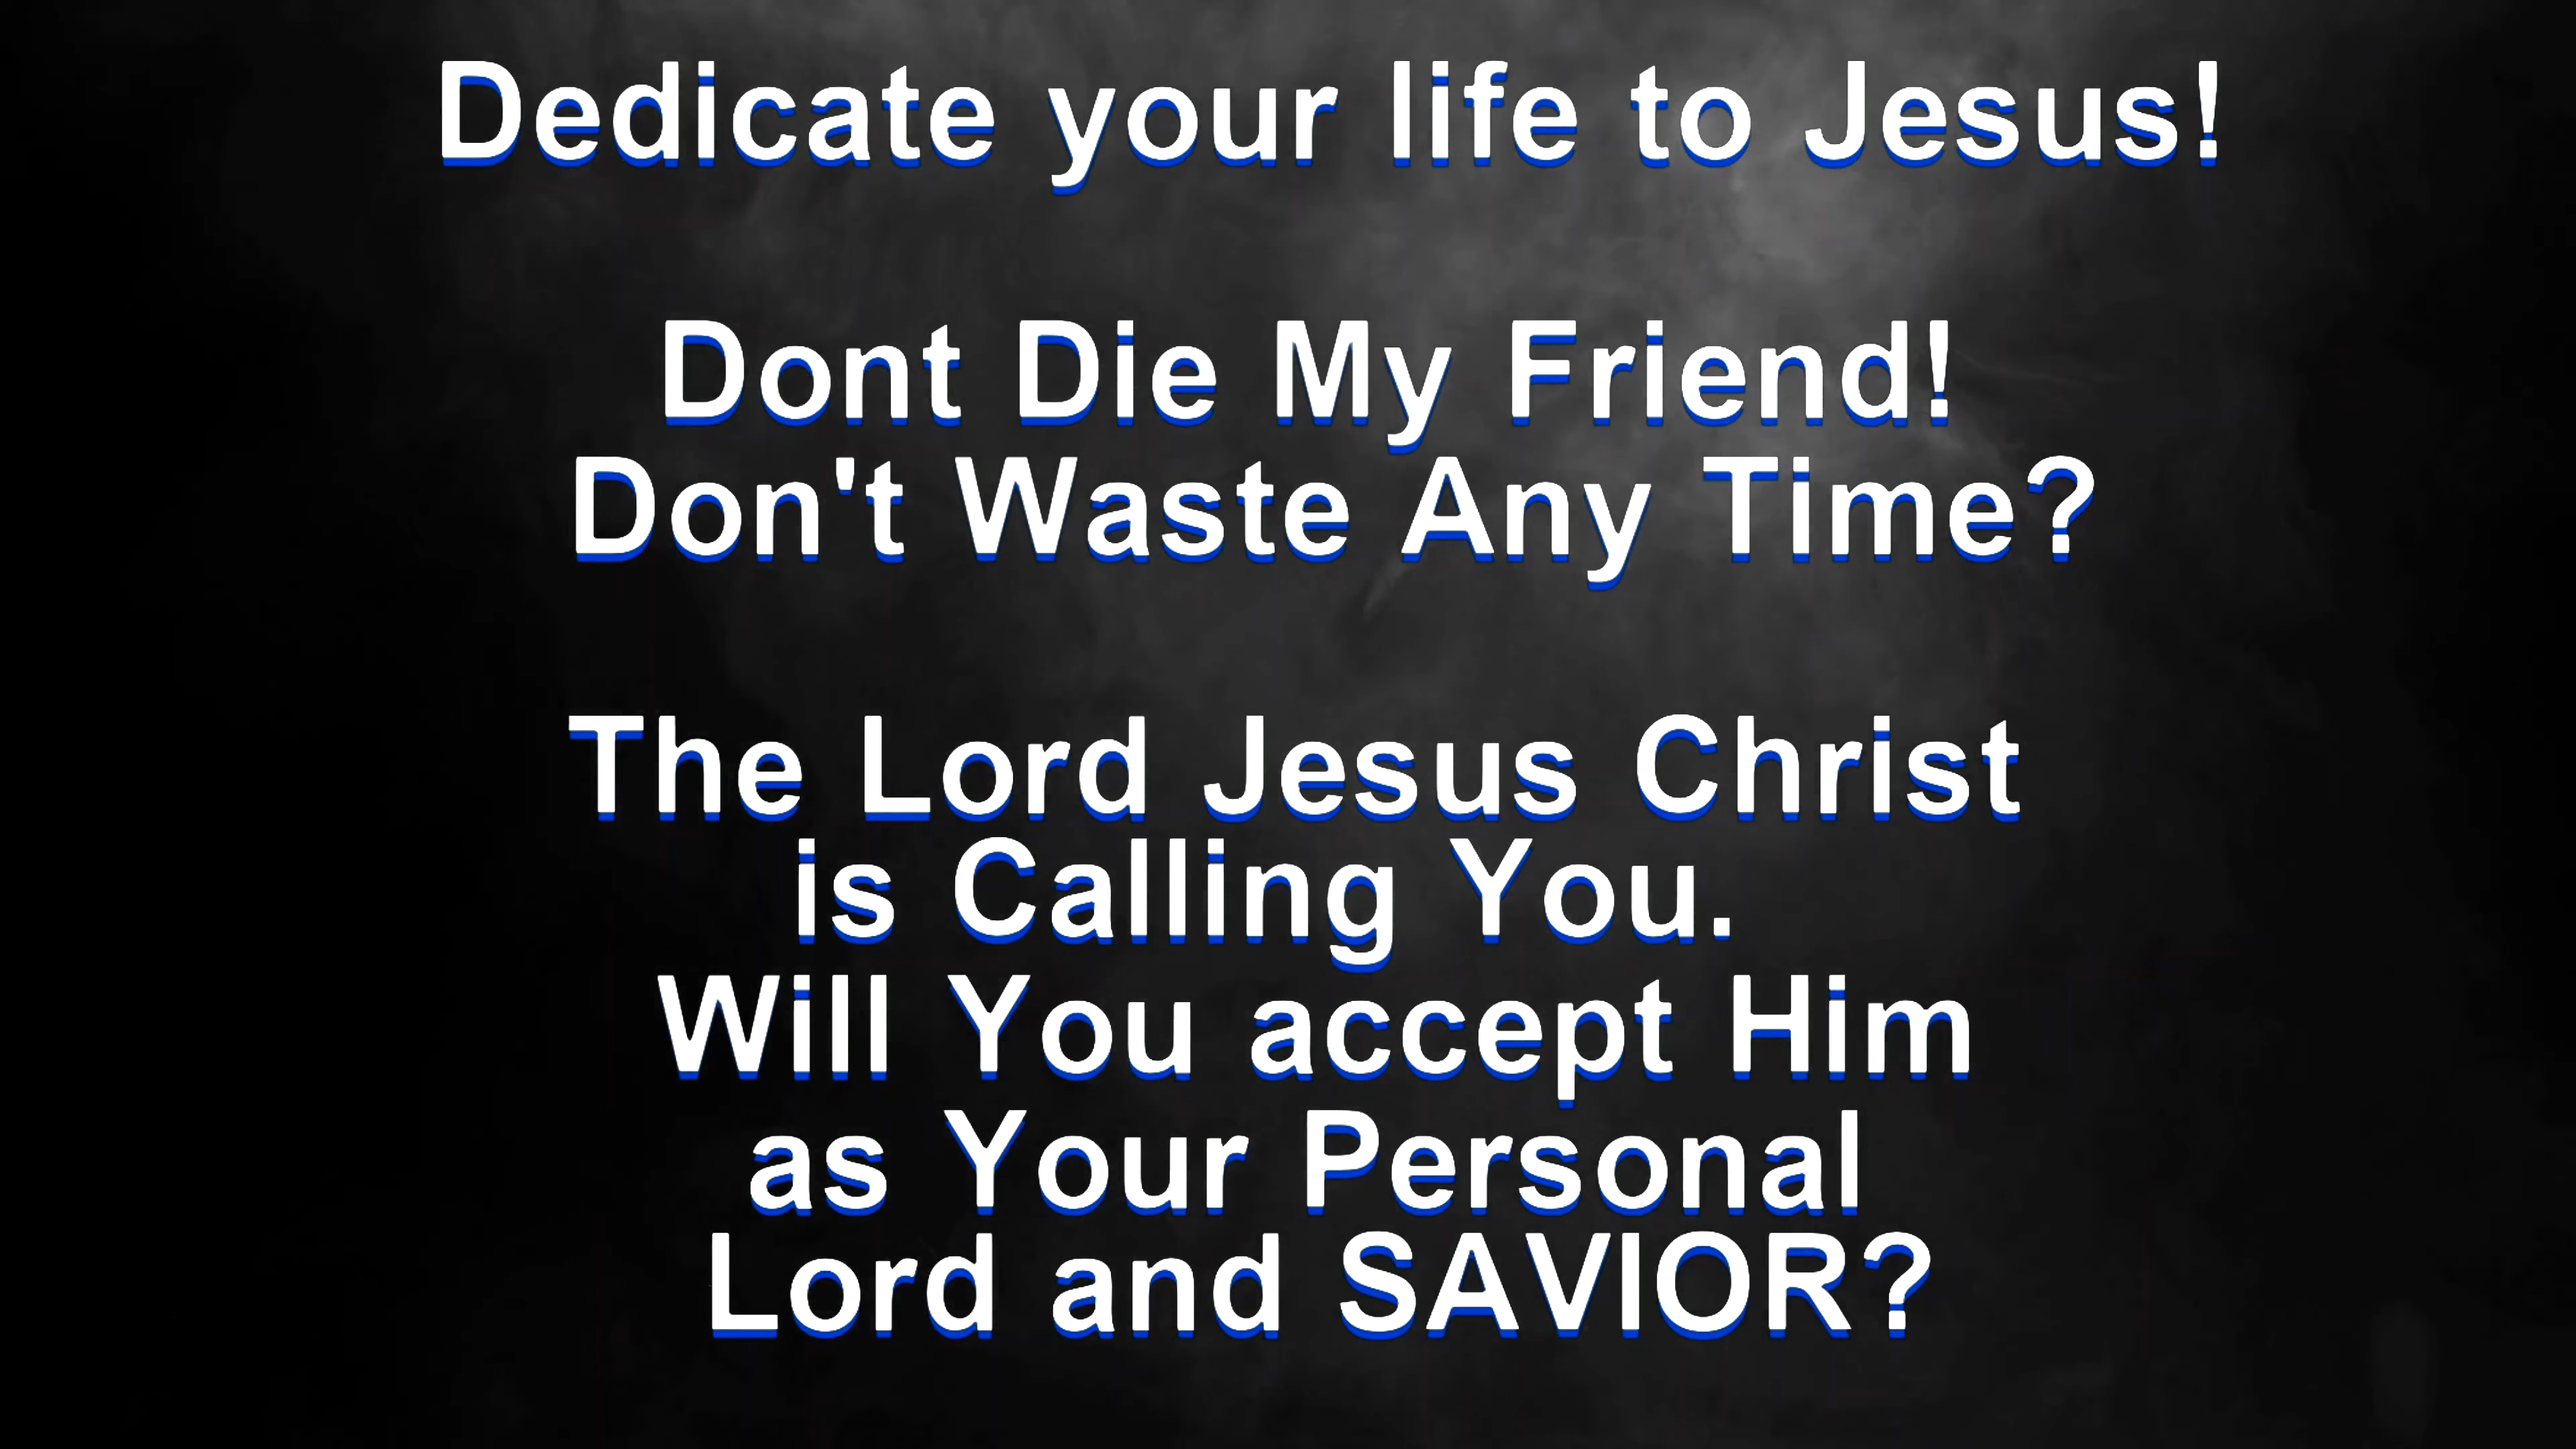 Dedicate your life to Jesus!
Dont Die My Friend!
Don't Waste Any Time?
The Lord Jesus Christ
is Calling You.
Will You accept Him
as Your Personal
Lord and SAVIOR?